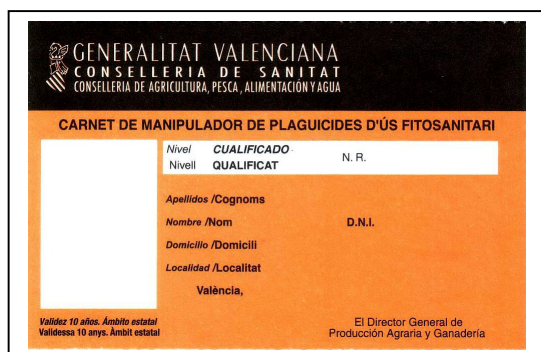 GENERALITAT VALENCIANA
CONSELLERIA DE SANITAT
CONSELLERIA DE AGRICULTURA, PESCA, ALIMENTACIÓN Y AGUA
CARNET DE MANIPULADOR DE PLAGUICIDES D'ÚS FITOSANITARI
Nivel CUALIFICADO
Nivell QUALIFICAT
N. R.
Apellidos /Cognoms
Nombre /Nom D.N.I.
Domicilio /Domicili
Localidad /Localitat
València,
Validez 10 años. Ámbito estatal
Validessa 10 anys. Àmbit estatal
El Director General de
Producción Agraria y Ganadería